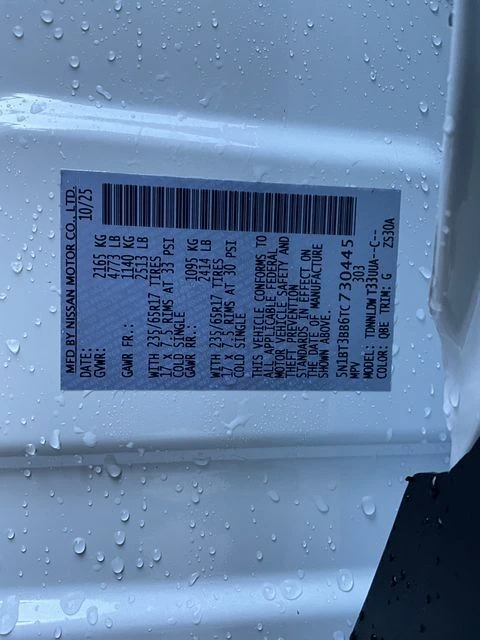 MFD BY NISSAN MOTOR CO., LTD.
DATE: 10/25
GVWR: 2165 KG
4773 LB
GAWR FR.: 1140 KG
2513 LB
WITH 235/65R17 TIRES
17 X 7.5 RIMS AT 33 PSI
COLD SINGLE
GAWR RR.: 1095 KG
2414 LB
WITH 235/65R17 TIRES
17 X 7.5 RIMS AT 30 PSI
COLD SINGLE
THIS VEHICLE CONFORMS TO
ALL APPLICABLE FEDERAL
MOTOR VEHICLE SAFETY AND
THEFT PREVENTION
STANDARDS IN EFFECT ON
THE DATE OF MANUFACTURE
SHOWN ABOVE.
5N1BT3BB6TC730445
MPV 303
MODEL: TDNNLDW T33UUA--C--
COLOR: QBE TRIM: G ZS30A